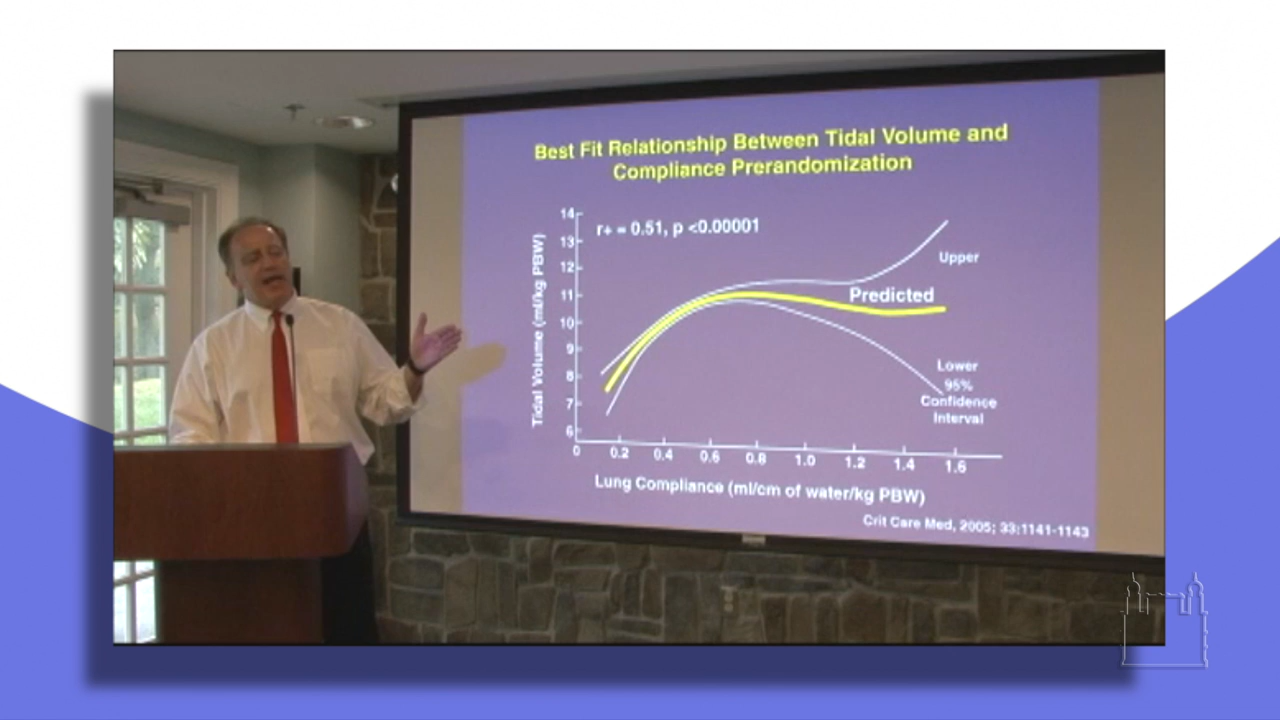 Best Fit Relationship Between Tidal Volume and
Compliance Prerandomization
14
13
12
11
10
9
8
7
6
r+ = 0.51, p <0.00001
Tidal Volume (ml/kg PBW)
Upper
Predicted
Lower
95%
Confidence
Interval
0 0.2 0.4 0.6 0.8 1.0 1.2 1.4 1.6
Lung Compliance (ml/cm of water/kg PBW)
Crit Care Med, 2005; 33:1141-1143